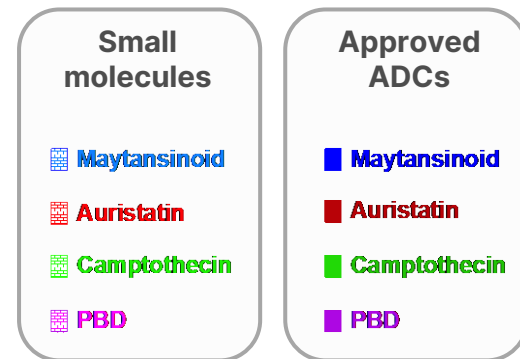 Small
molecules
Maytansinoid
Auristatin
Camptothecin
PBD
Approved
ADCs
Maytansinoid
Auristatin
Camptothecin
PBD